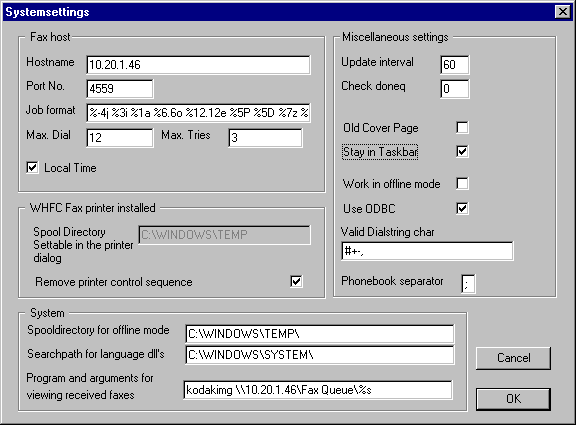 Systemsettings
Fax host
Hostname 10.20.1.46
Port No. 4559
Job format %-4j %3i %1a %6.6o %12.12e %5P %5D %7z %
Max. Dial 12 Max. Tries 3
Local Time
WHFC Fax printer installed
Spool Directory C:\WINDOWS\TEMP
Settable in the printer
dialog
Remove printer control sequence
Miscellaneous settings
Update interval 60
Check doneq 0
Old Cover Page
Stay in Taskbar
Work in offline mode
Use ODBC
Valid Dialstring char
#+-,
Phonebook separator ;
System
Spooldirectory for offline mode C:\WINDOWS\TEMP\
Searchpath for language dll's C:\WINDOWS\SYSTEM\
Program and arguments for
viewing received faxes kodakimg \\10.20.1.46\Fax Queue\%s
Cancel
OK